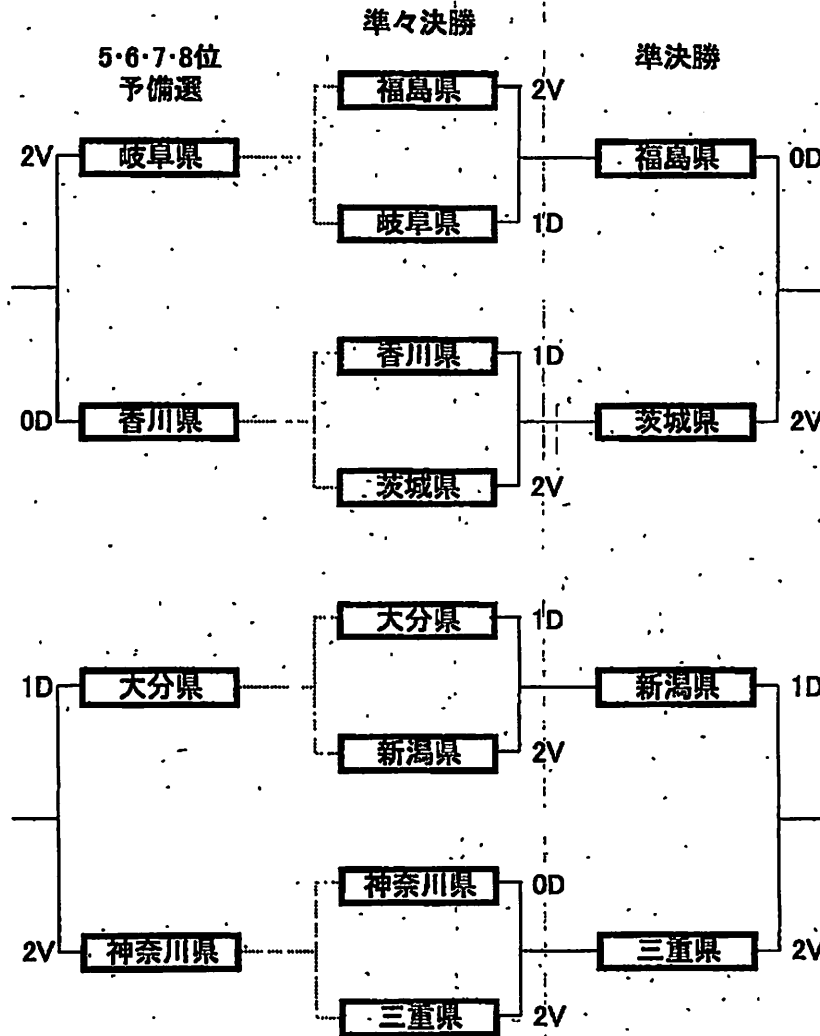 準々決勝
5・6・7・8位
予備選
準決勝
福島県
2V
2V
岐阜県
福島県
0D
岐阜県
1D
香川県
1D
0D
香川県
茨城県
2V
茨城県
2V
大分県
1D
1D
大分県
新潟県
1D
新潟県
2V
神奈川県
0D
2V
神奈川県
三重県
2V
三重県
2V